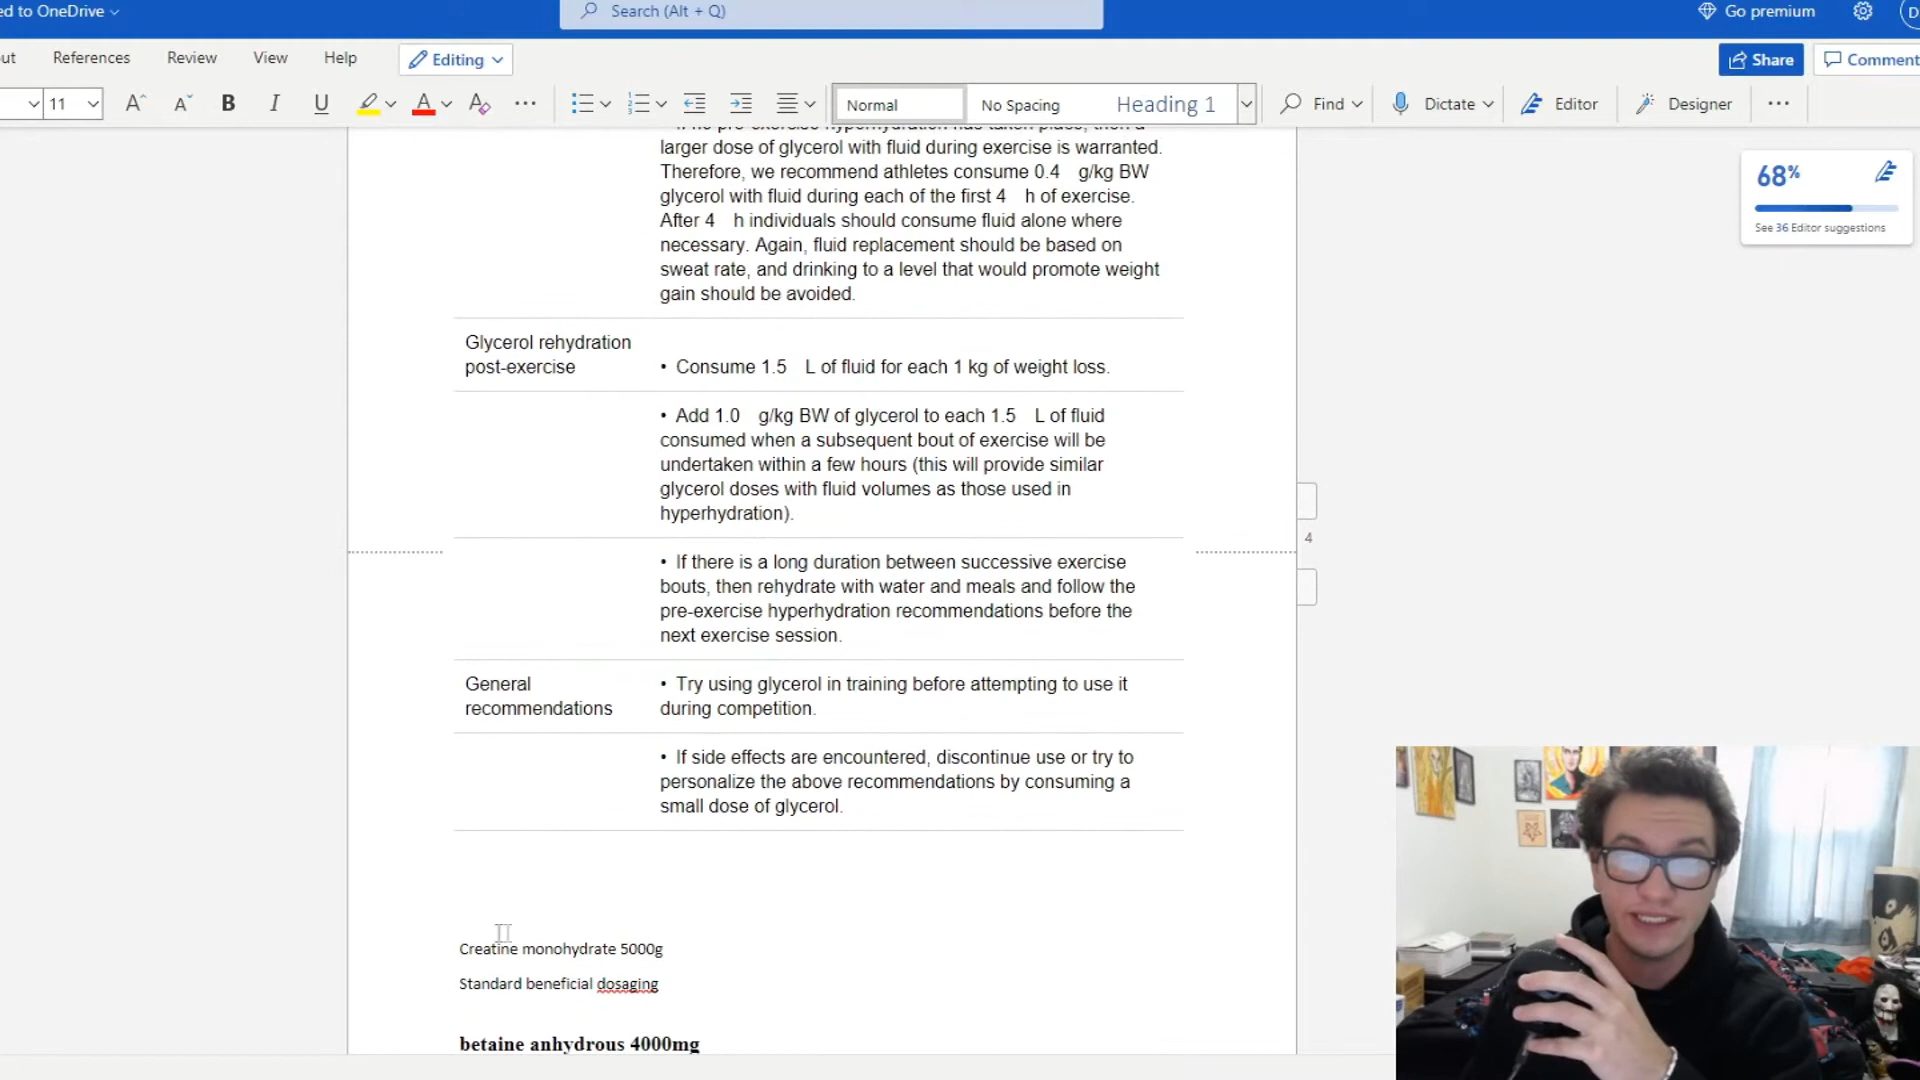 ed to OneDrive
Search (Alt + Q)
Go premium
D
ut References Review View Help Editing Share Comment
11 A A B I U A A Normal No Spacing Heading 1 Find Dictate Editor Designer
larger dose of glycerol with fluid during exercise is warranted.
Therefore, we recommend athletes consume 0.4 g/kg BW
glycerol with fluid during each of the first 4 h of exercise.
After 4 h individuals should consume fluid alone where
necessary. Again, fluid replacement should be based on
sweat rate, and drinking to a level that would promote weight
gain should be avoided.
Glycerol rehydration
post-exercise
• Consume 1.5 L of fluid for each 1 kg of weight loss.
• Add 1.0 g/kg BW of glycerol to each 1.5 L of fluid
consumed when a subsequent bout of exercise will be
undertaken within a few hours (this will provide similar
glycerol doses with fluid volumes as those used in
hyperhydration).
• If there is a long duration between successive exercise
bouts, then rehydrate with water and meals and follow the
pre-exercise hyperhydration recommendations before the
next exercise session.
General
recommendations
• Try using glycerol in training before attempting to use it
during competition.
• If side effects are encountered, discontinue use or try to
personalize the above recommendations by consuming a
small dose of glycerol.
Creatine monohydrate 5000g
Standard beneficial dosaging
betaine anhydrous 4000mg
4
68%
See 36 Editor suggestions